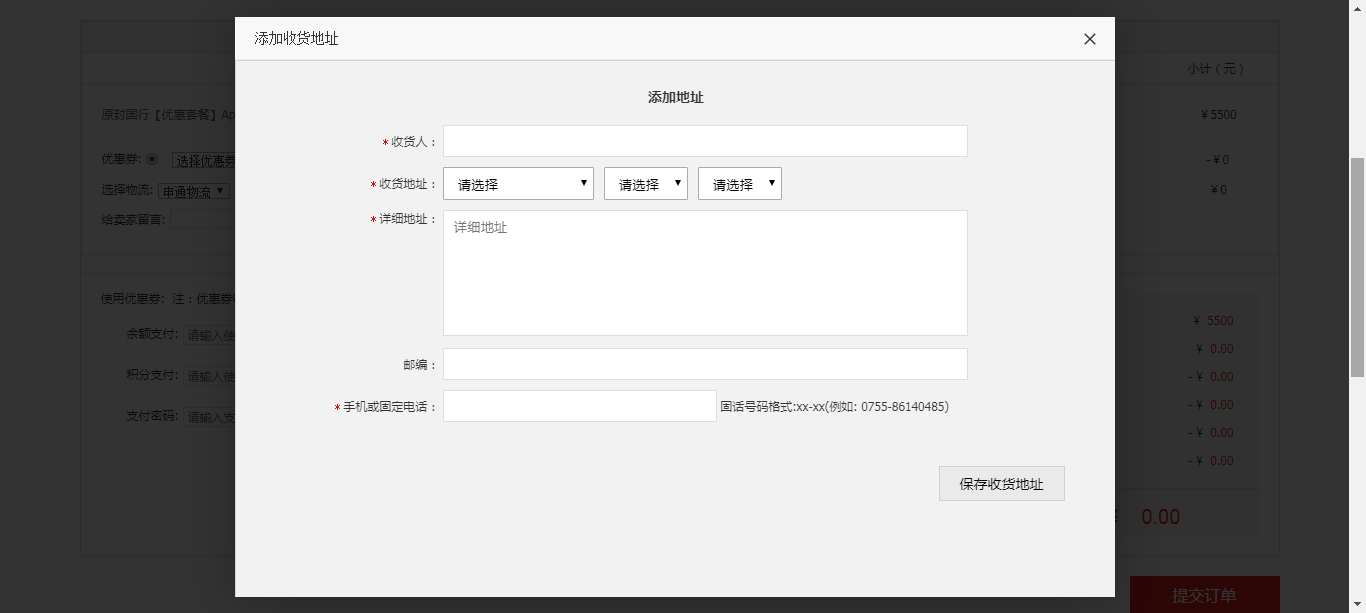 添加收货地址
添加地址
* 收货人：
* 收货地址： 请选择 请选择 请选择
* 详细地址： 详细地址
邮编：
* 手机或固定电话： 固话号码格式:xx-xx(例如: 0755-86140485)
保存收货地址
小计（元）
原封国行【优惠套餐】Ap ￥5500
优惠券: 选择优惠券 -￥0
选择物流: 申通物流 ￥0
给卖家留言:
使用优惠券: 注：优惠券
余额支付: 请输入使
积分支付: 请输入使
支付密码: 请输入支
￥ 5500
￥ 0.00
-￥ 0.00
-￥ 0.00
-￥ 0.00
-￥ 0.00
0.00
提交订单